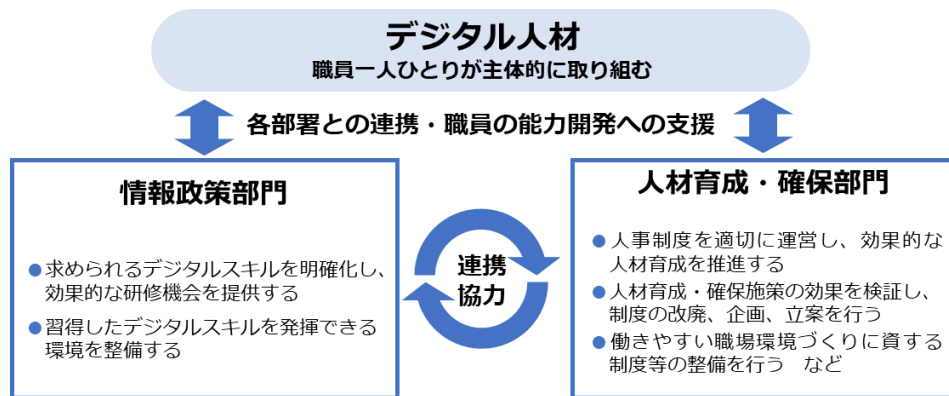 デジタル人材
職員一人ひとりが主体的に取り組む
各部署との連携・職員の能力開発への支援
情報政策部門
●求められるデジタルスキルを明確化し、
効果的な研修機会を提供する
●習得したデジタルスキルを発揮できる
環境を整備する
連携
協力
人材育成・確保部門
●人事制度を適切に運営し、効果的な
人材育成を推進する
●人材育成・確保施策の効果を検証し、
制度の改廃、企画、立案を行う
●働きやすい職場環境づくりに資する
制度等の整備を行う　など